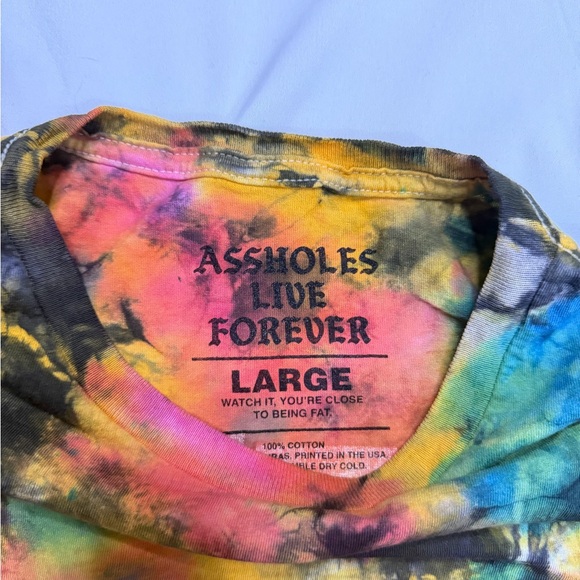 ASSHOLES
LIVE
FOREVER
LARGE
WATCH IT, YOU'RE CLOSE
TO BEING FAT.
100% COTTON
PRINTED IN THE USA.
DRY COLD.